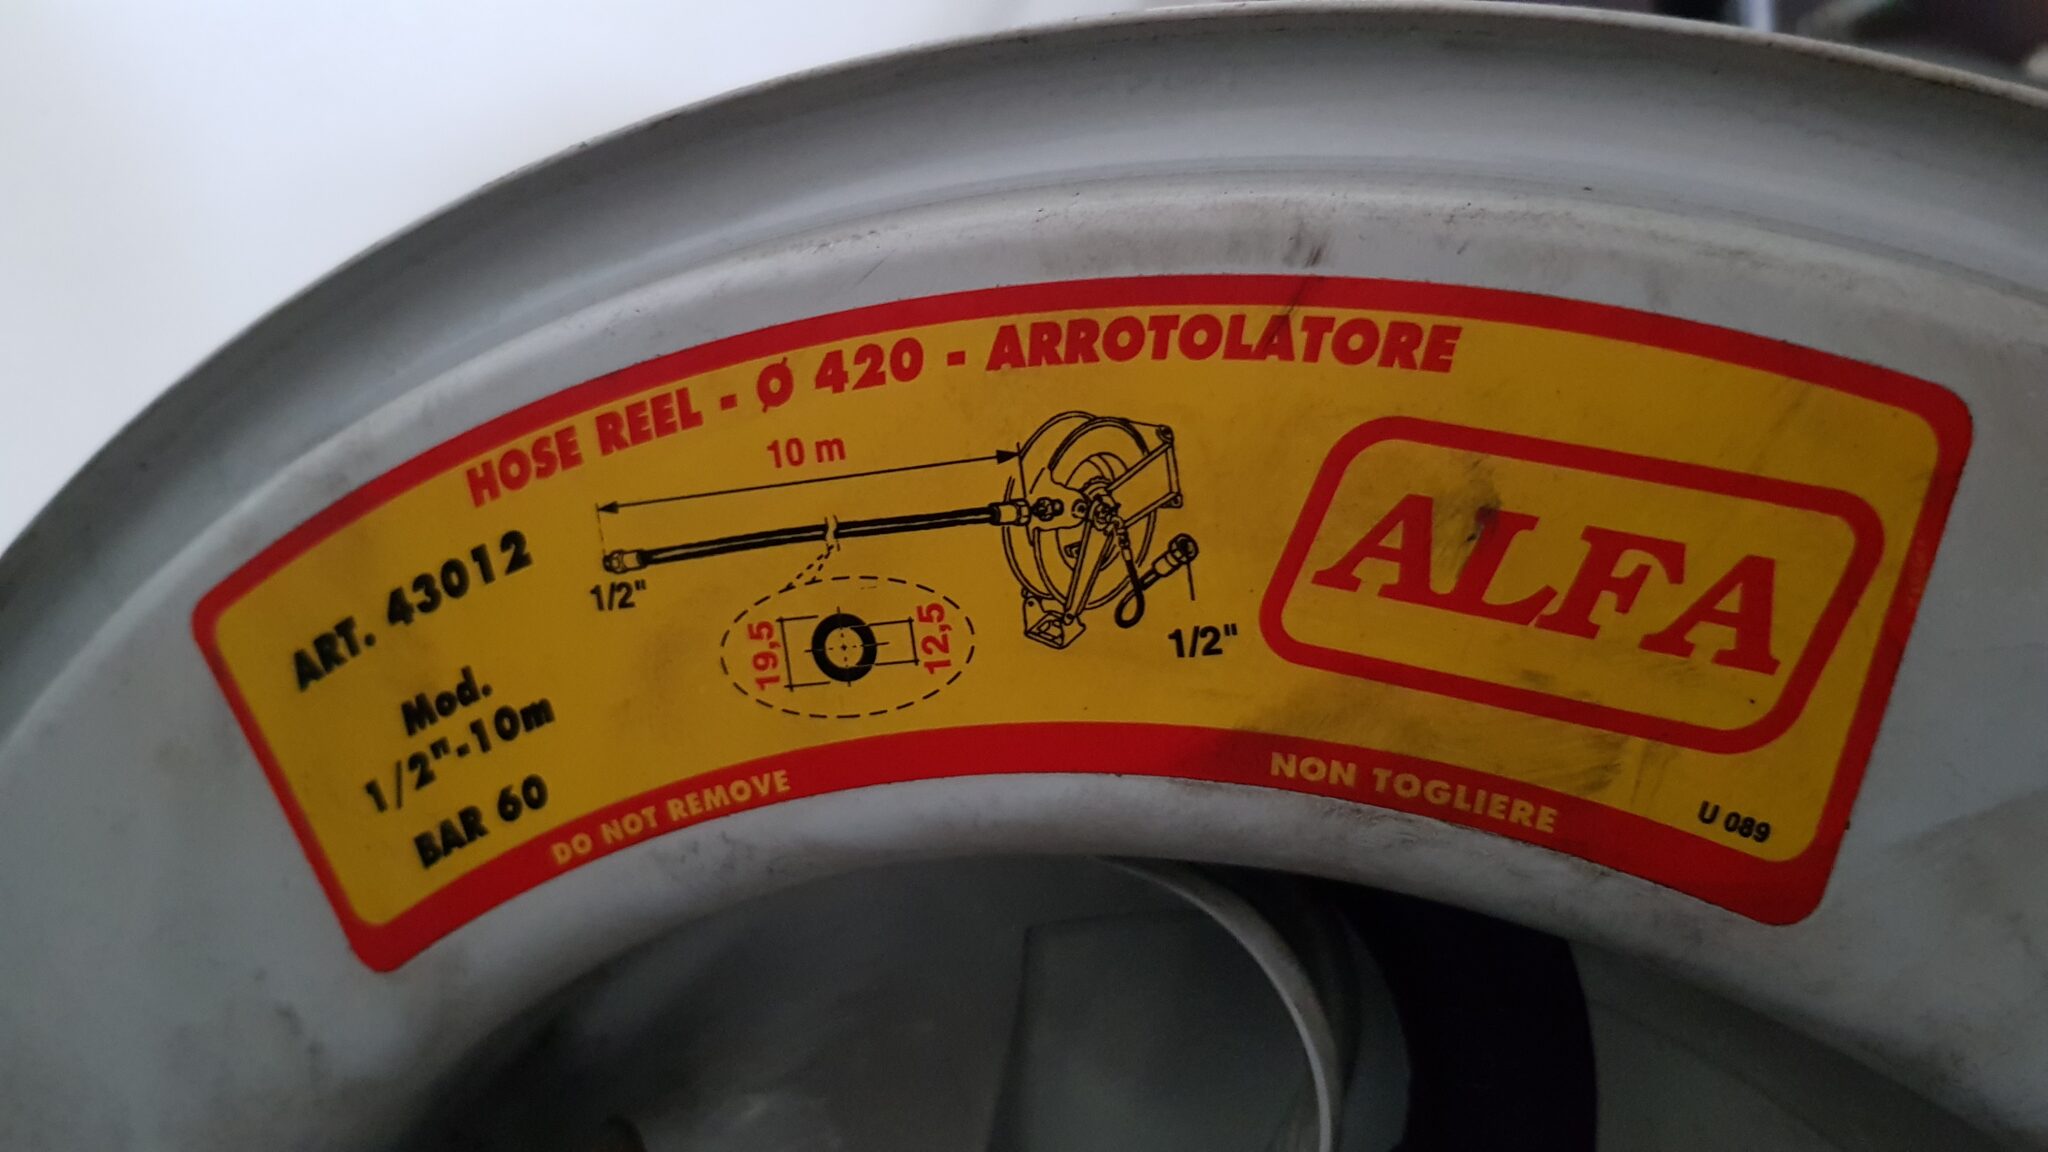 HOSE REEL - Ø 420 - ARROTOLATORE
ART. 43012
Mod.
1/2"-10m
BAR 60
10 m
1/2"
19,5
12,5
1/2"
ALFA
DO NOT REMOVE
NON TOGLIERE
U 089